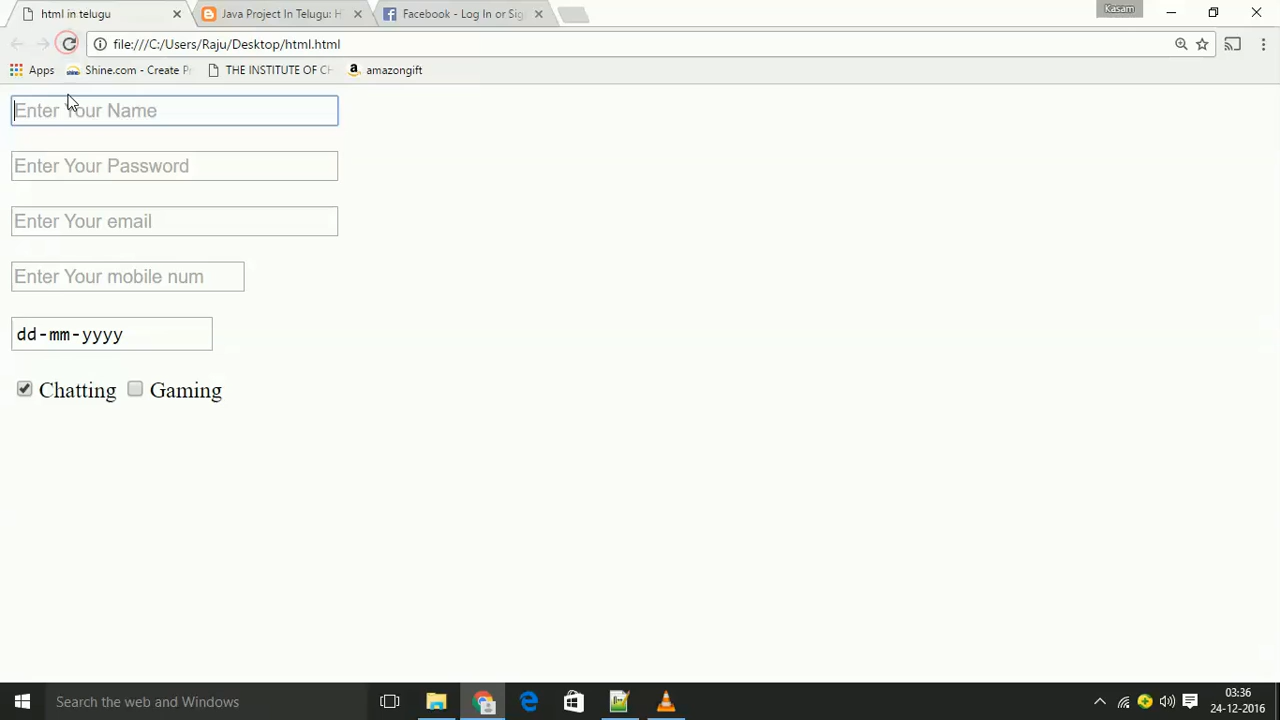 html in telugu
Java Project In Telugu: H
Facebook - Log In or Sig
Kasam
file:///C:/Users/Raju/Desktop/html.html
Apps
Shine.com - Create Pr
THE INSTITUTE OF CH
amazongift
Enter Your Name
Enter Your Password
Enter Your email
Enter Your mobile num
dd-mm-yyyy
Chatting Gaming
Search the web and Windows
03:36
24-12-2016